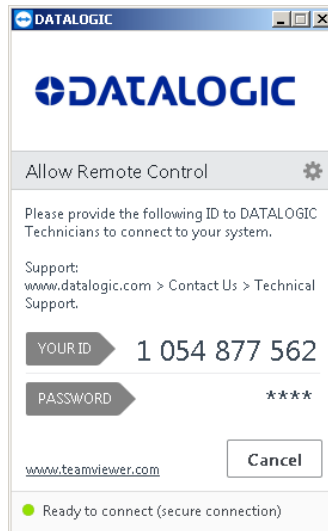 DATALOGIC
DATALOGIC
Allow Remote Control
Please provide the following ID to DATALOGIC
Technicians to connect to your system.
Support:
www.datalogic.com > Contact Us > Technical
Support.
YOUR ID 1 054 877 562
PASSWORD ****
www.teamviewer.com Cancel
Ready to connect (secure connection)